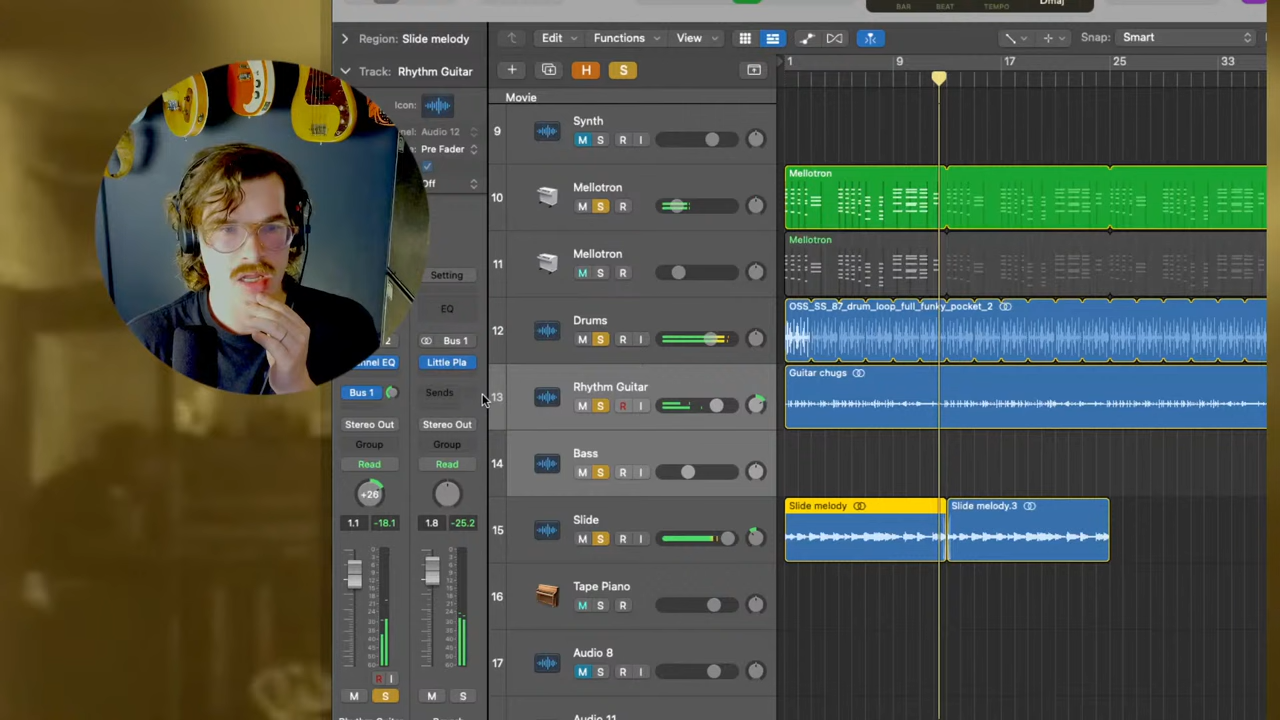 BAR BEAT TEMPO Dmaj
Region: Slide melody
Edit Functions View Snap: Smart
Track: Rhythm Guitar
H S
1 9 17 25 33
Movie
Icon:
Audio 12
Pre Fader
Off
9 Synth
M S R I
10 Mellotron
M S R
Mellotron
11 Mellotron
M S R
Mellotron
Setting
EQ
Bus 1
Little Pla
Bus 1
Sends
Stereo Out Stereo Out
Group Group
Read Read
+26
1.1 -18.1 1.8 -25.2
R I
M S M S
12 Drums
M S R I
OSS_SS_87_drum_loop_full_funky_pocket_2
13 Rhythm Guitar
M S R I
Guitar chugs
14 Bass
M S R I
15 Slide
M S R I
Slide melody Slide melody.3
16 Tape Piano
M S R
17 Audio 8
M S R I
Audio 11